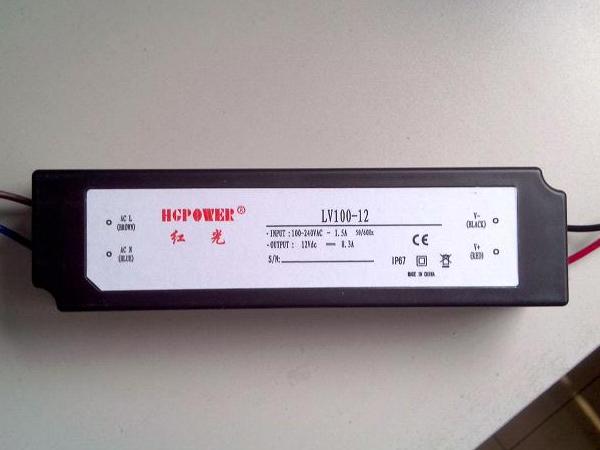 AC L
(BROWN)
AC N
(BLUE)
HGPOWER®
红 光
LV100-12
·INPUT:100-240VAC - 1.5A 50/60Hz
·OUTPUT: 12Vdc 8.3A
S/N:
CE
IP67
MADE IN CHINA
V-
(BLACK)
V+
(RED)